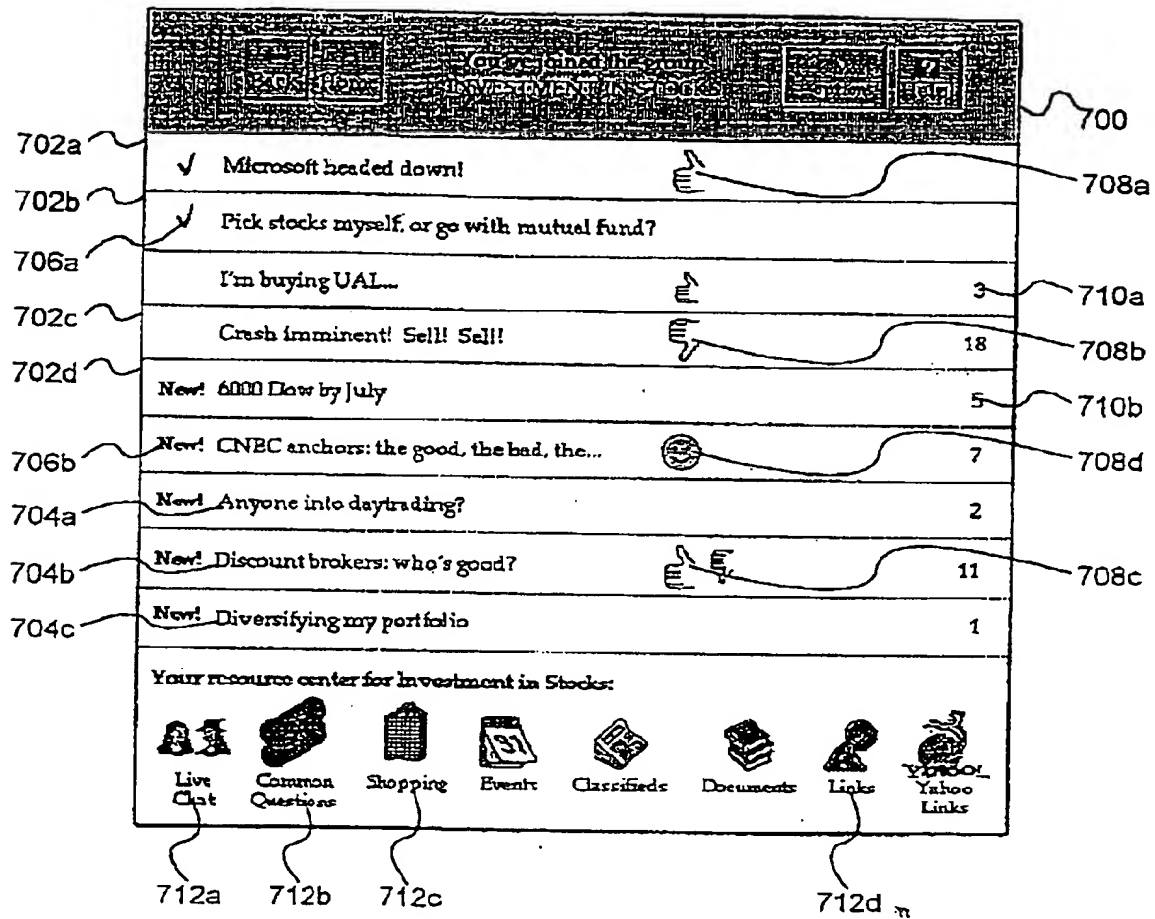 BACK Home You've joined the group ? Help
INVESTMENT IN STOCKS
700
702a
✓ Microsoft headed down!
708a
702b
✓ Pick stocks myself, or go with mutual fund?
706a
I'm buying UAL... 3
710a
702c
Crash imminent! Sell! Sell! 18
708b
702d
New! 6000 Dow by July 5
710b
706b
New! CNBC anchors: the good, the bad, the... 7
708d
704a
New! Anyone into daytrading? 2
704b
New! Discount brokers: who's good? 11
708c
704c
New! Diversifying my portfolio 1
Your resource center for Investment in Stocks:
31
YAHOO!
Live Common Shopping Events Classifieds Documents Links Yahoo
Chat Questions Links
712a 712b 712c 712d